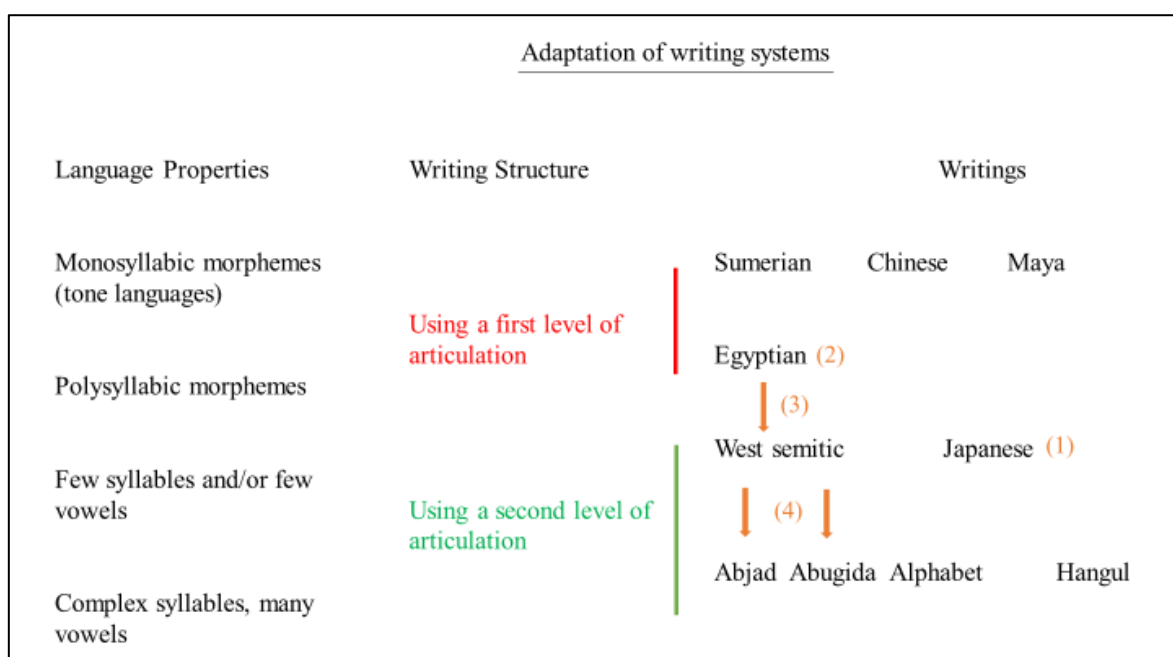 Adaptation of writing systems
Language Properties Writing Structure Writings
Monosyllabic morphemes
(tone languages)
Sumerian Chinese Maya
Using a first level of
articulation
Egyptian (2)
Polysyllabic morphemes
(3)
West semitic Japanese (1)
Few syllables and/or few
vowels
Using a second level of
articulation
(4)
Abjad Abugida Alphabet Hangul
Complex syllables, many
vowels